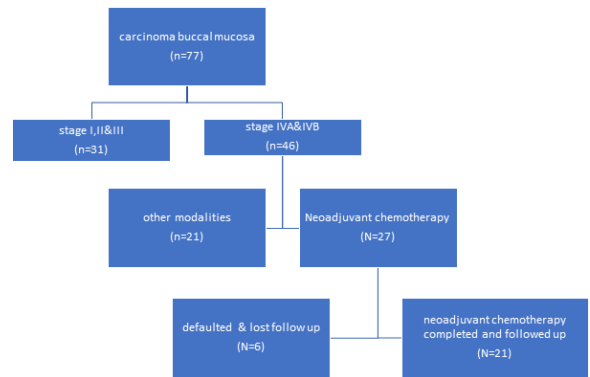 carcinoma buccal mucosa
(n=77)
stage I,II&III
(n=31)
stage IVA&IVB
(n=46)
other modalities
(n=21)
Neoadjuvant chemotherapy
(N=27)
defaulted & lost follow up
(N=6)
neoadjuvant chemotherapy
completed and followed up
(N=21)